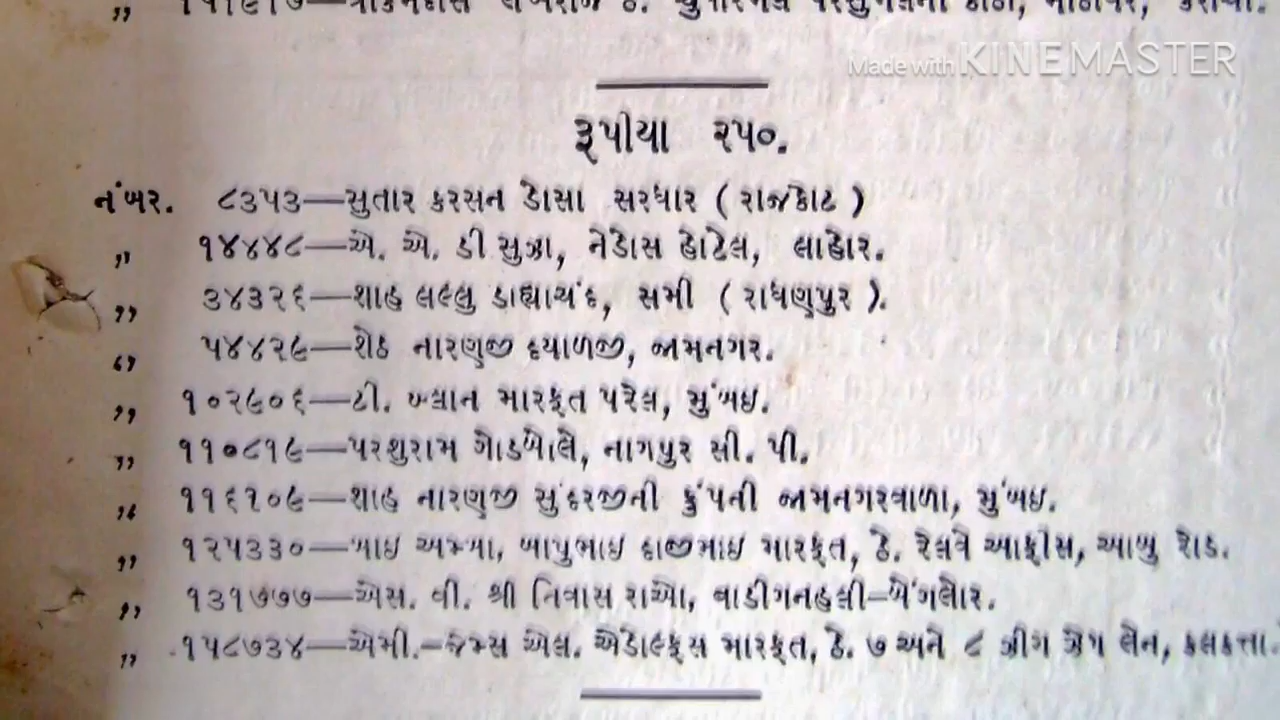 Made with KINEMASTER
રૂપીયા ૨૫૦.
નંબર. ૮૩૫૩—સુતાર કરસન ડોસા સરધાર ( રાજકોટ )
,, ૧૪૪૪૮—એ. એ. ડી સુઝા, નેડોસ હોટેલ, લાહોર.
,, ૩૪૩૨૬—શાહ લલ્લુ ડાહ્યાચંદ, સમી ( રાધણપુર ).
,, ૫૪૪૨૯—શેઠ નારણજી દયાળજી, જામનગર.
,, ૧૦૨૯૦૬—ટી. બ્રાન મારફત પરેલ, મુંબઇ.
,, ૧૧૦૮૧૯—પરશુરામ ગોડબોલે, નાગપુર સી. પી.
,, ૧૧૬૧૦૯—શાહ નારણજી સુંદરજીની કુંપની જામનગરવાળા, મુંબઇ.
,, ૧૨૫૩૩૦—બાઇ અમ્બા, બાપુભાઇ દાજીભાઇ મારફત, ઠે. રેલવે આફીસ, આબુ રોડ.
,, ૧૩૧૭૭૭—એસ. વી. શ્રી નિવાસ રાઓ, વાડીગનહલ્લી–બેંગલોર.
,, ૧૫૮૭૩૪—એમી.–જેમ્સ એલ. એડોલ્ફસ મારફત, ઠે. ૭ અને ૮ ગ્રીગ લેન, કલકત્તા.